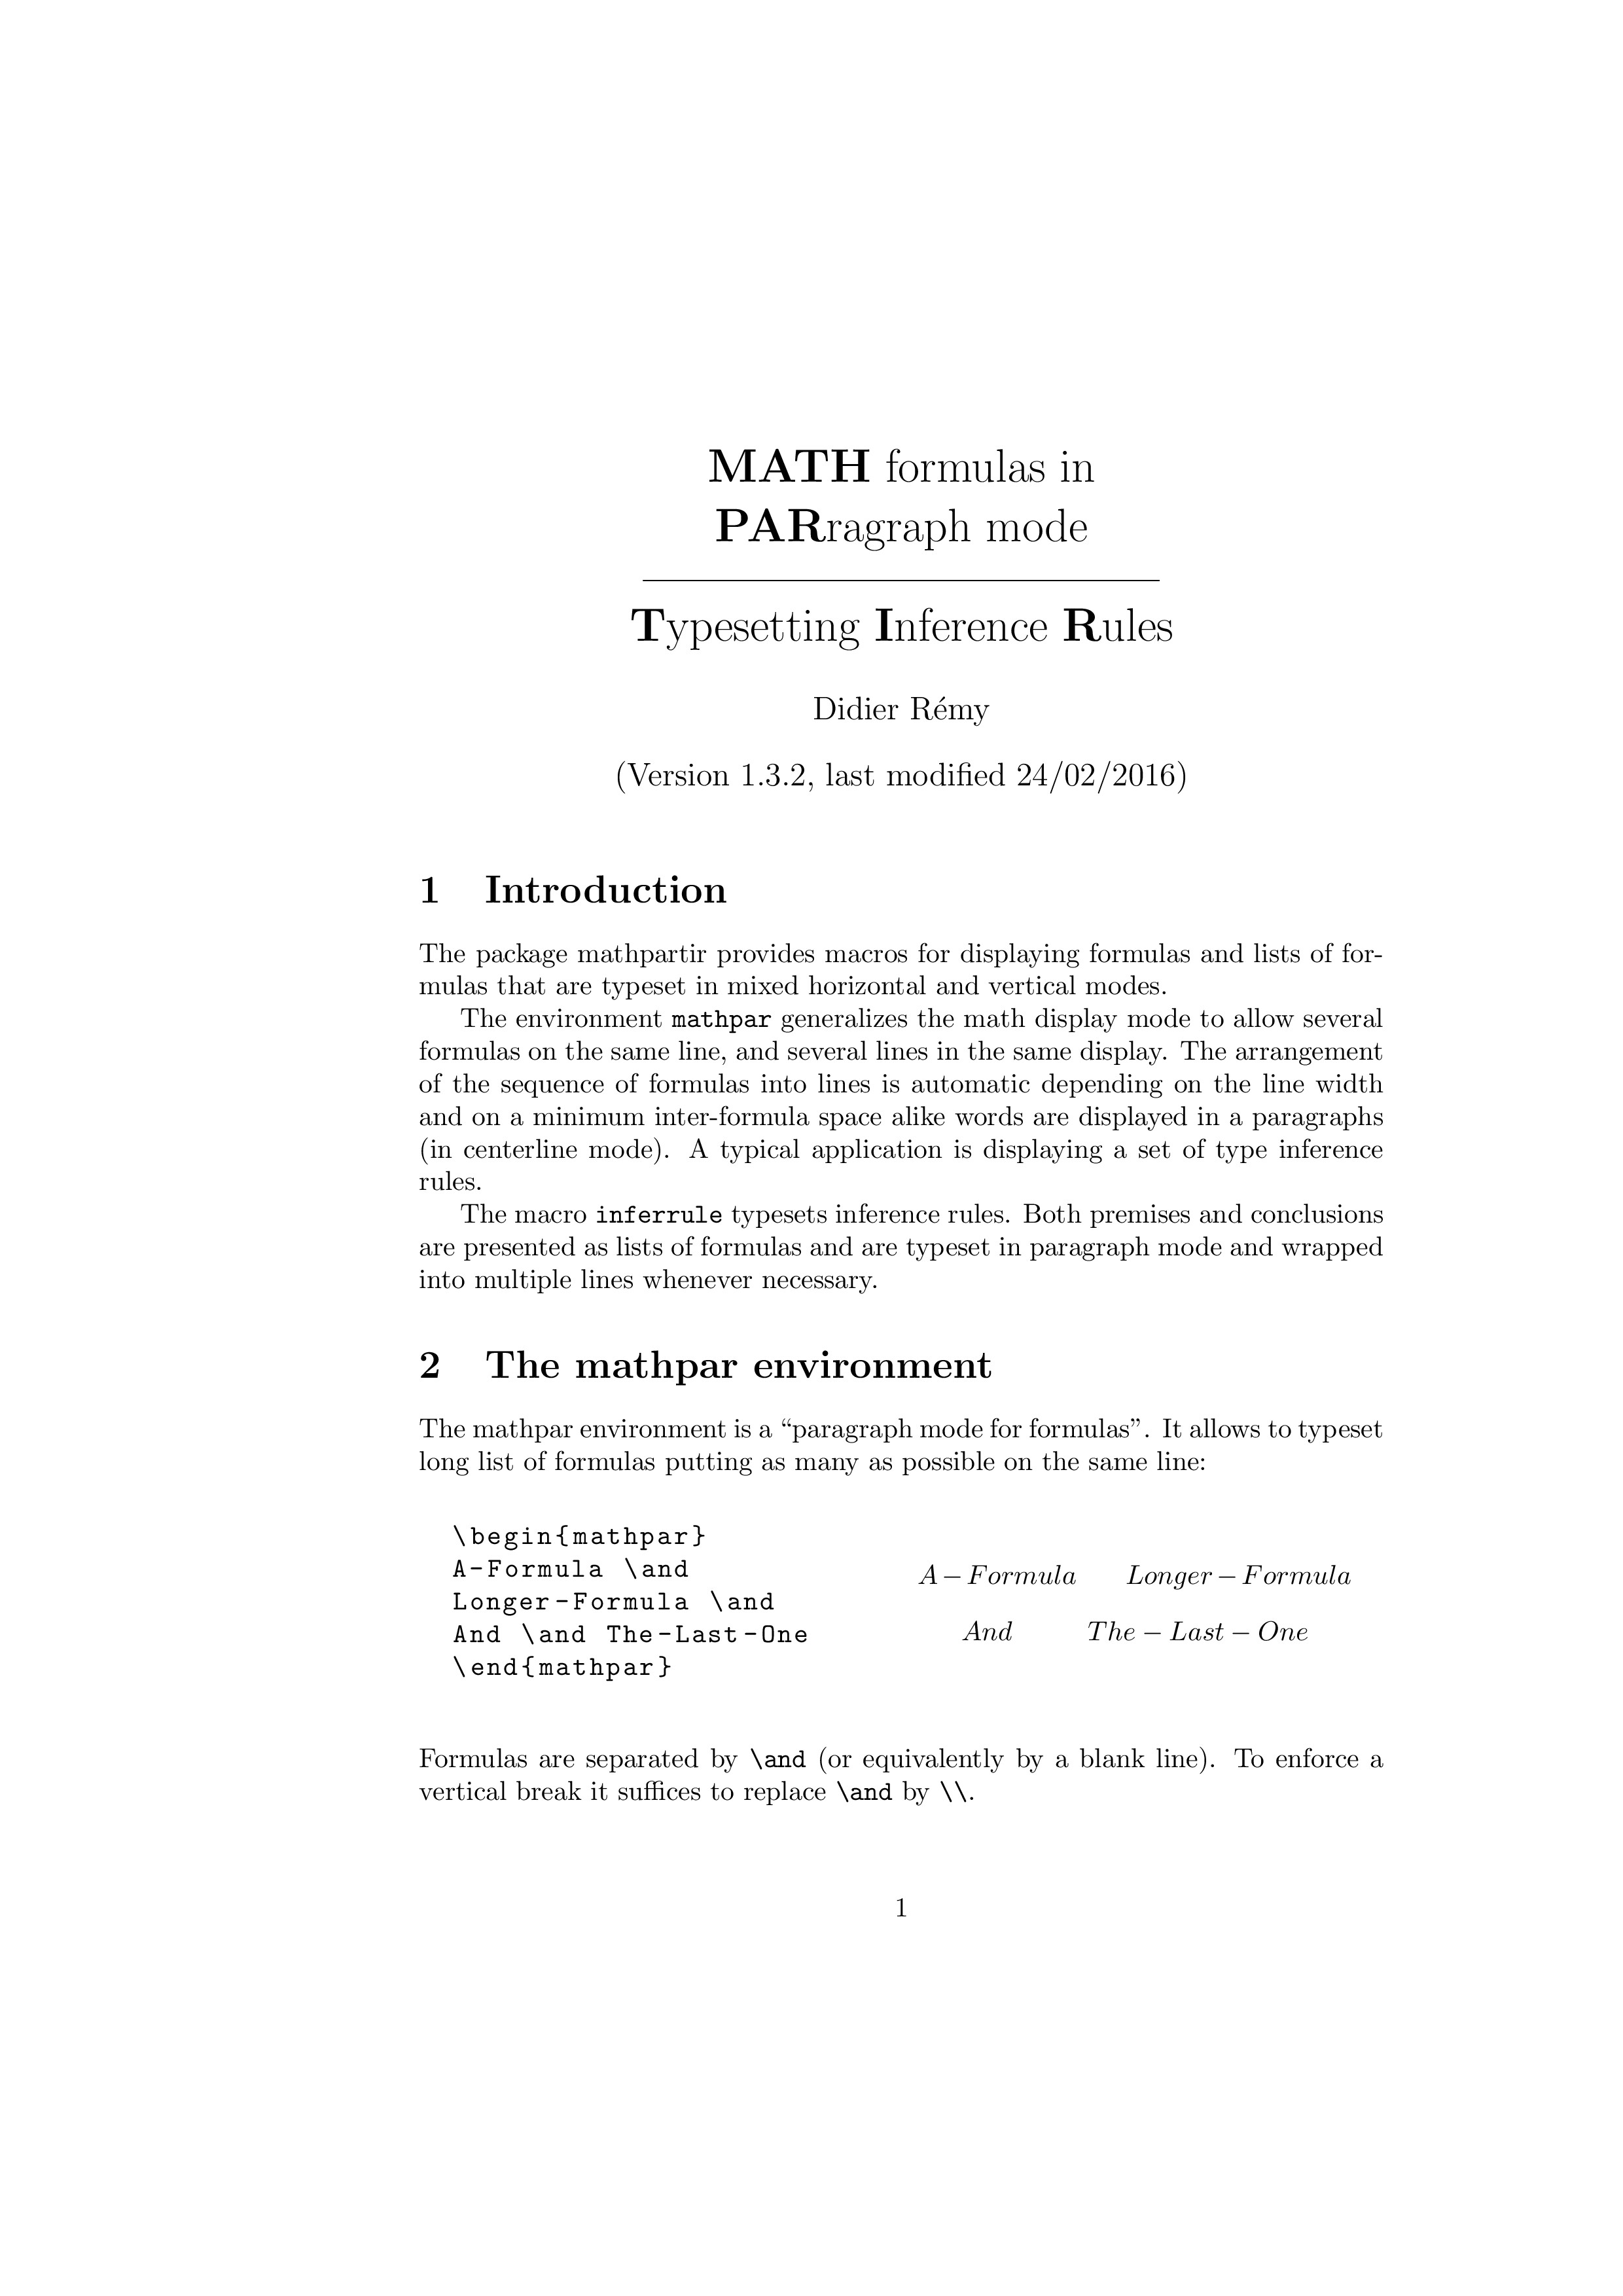 MATH formulas in
PARragraph mode
Typesetting Inference Rules
Didier Rémy
(Version 1.3.2, last modified 24/02/2016)
1 Introduction
The package mathpartir provides macros for displaying formulas and lists of for-
mulas that are typeset in mixed horizontal and vertical modes.
The environment mathpar generalizes the math display mode to allow several
formulas on the same line, and several lines in the same display. The arrangement
of the sequence of formulas into lines is automatic depending on the line width
and on a minimum inter-formula space alike words are displayed in a paragraphs
(in centerline mode). A typical application is displaying a set of type inference
rules.
The macro inferrule typesets inference rules. Both premises and conclusions
are presented as lists of formulas and are typeset in paragraph mode and wrapped
into multiple lines whenever necessary.
2 The mathpar environment
The mathpar environment is a “paragraph mode for formulas”. It allows to typeset
long list of formulas putting as many as possible on the same line:
\begin{mathpar}
A-Formula \and
Longer-Formula \and
And \and The-Last-One
\end{mathpar}
A − Formula Longer − Formula
And The − Last − One
Formulas are separated by \and (or equivalently by a blank line). To enforce a
vertical break it suffices to replace \and by \\.
1